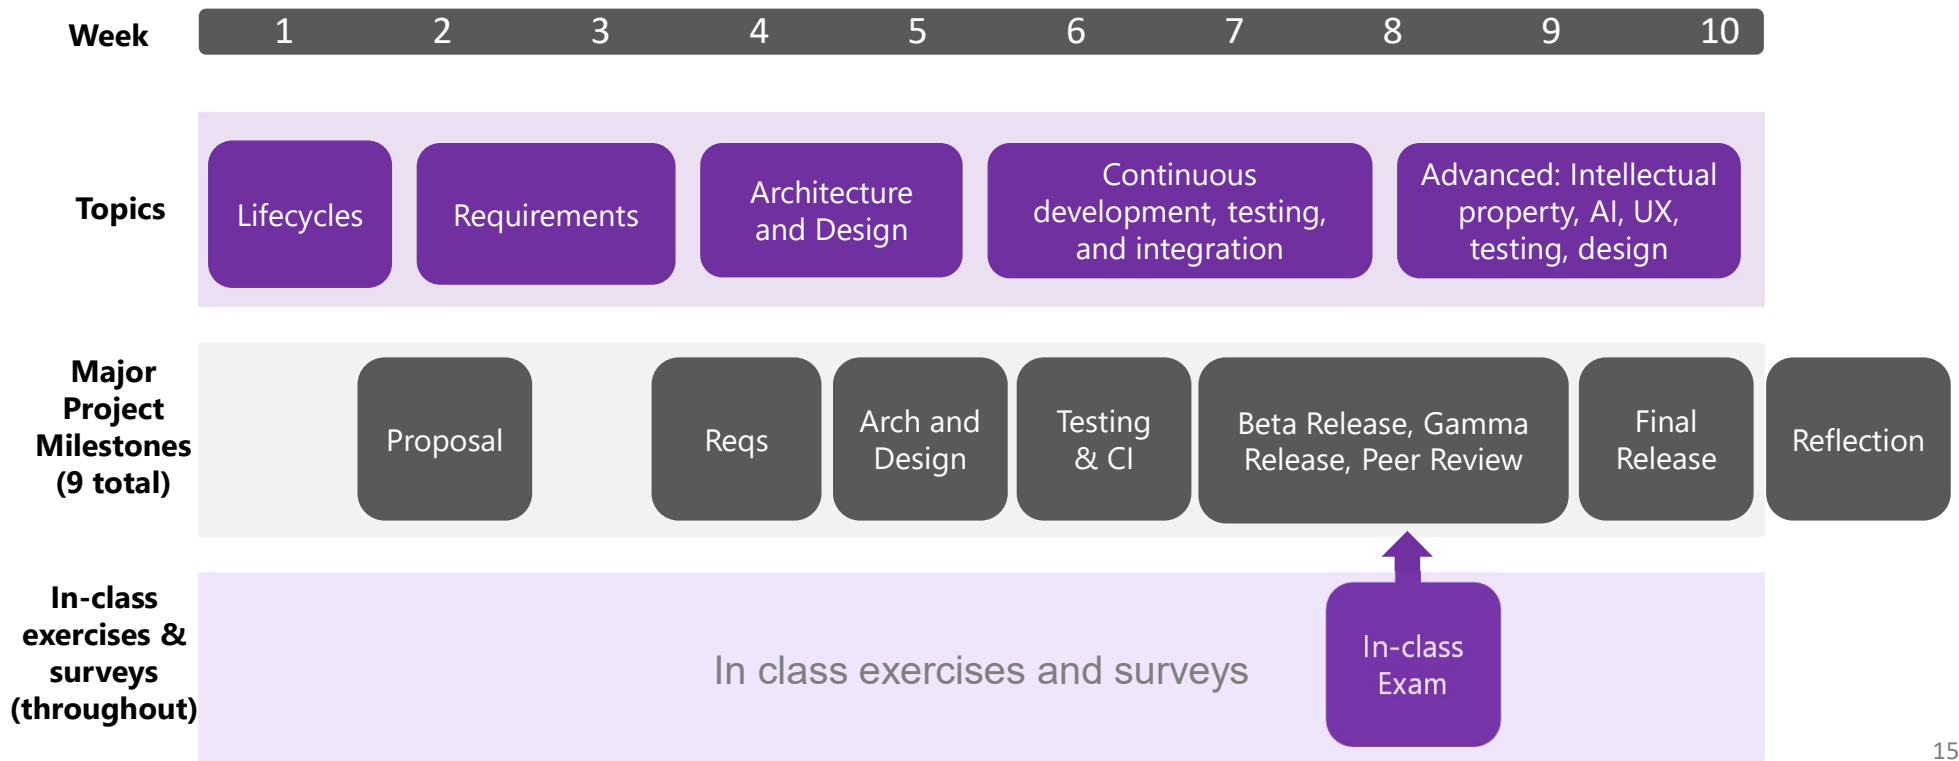 Week 1 2 3 4 5 6 7 8 9 10
Topics
Lifecycles
Requirements
Architecture
and Design
Continuous
development, testing,
and integration
Advanced: Intellectual
property, AI, UX,
testing, design
Major
Project
Milestones
(9 total)
Proposal
Reqs
Arch and
Design
Testing
& CI
Beta Release, Gamma
Release, Peer Review
Final
Release
Reflection
In-class
exercises &
surveys
(throughout)
In class exercises and surveys
In-class
Exam
15